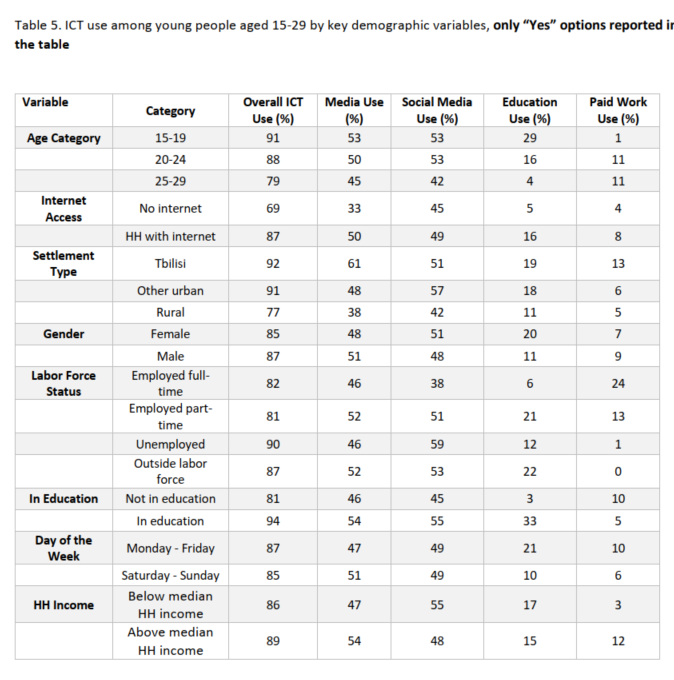 Table 5. ICT use among young people aged 15-29 by key demographic variables, only “Yes” options reported in
the table
Variable Category Overall ICT Use (%) Media Use (%) Social Media Use (%) Education Use (%) Paid Work Use (%)
Age Category 15-19 91 53 53 29 1
20-24 88 50 53 16 11
25-29 79 45 42 4 11
Internet Access No internet 69 33 45 5 4
HH with internet 87 50 49 16 8
Settlement Type Tbilisi 92 61 51 19 13
Other urban 91 48 57 18 6
Rural 77 38 42 11 5
Gender Female 85 48 51 20 7
Male 87 51 48 11 9
Labor Force Status Employed full-time 82 46 38 6 24
Employed part-time 81 52 51 21 13
Unemployed 90 46 59 12 1
Outside labor force 87 52 53 22 0
In Education Not in education 81 46 45 3 10
In education 94 54 55 33 5
Day of the Week Monday - Friday 87 47 49 21 10
Saturday - Sunday 85 51 49 10 6
HH Income Below median HH income 86 47 55 17 3
Above median HH income 89 54 48 15 12